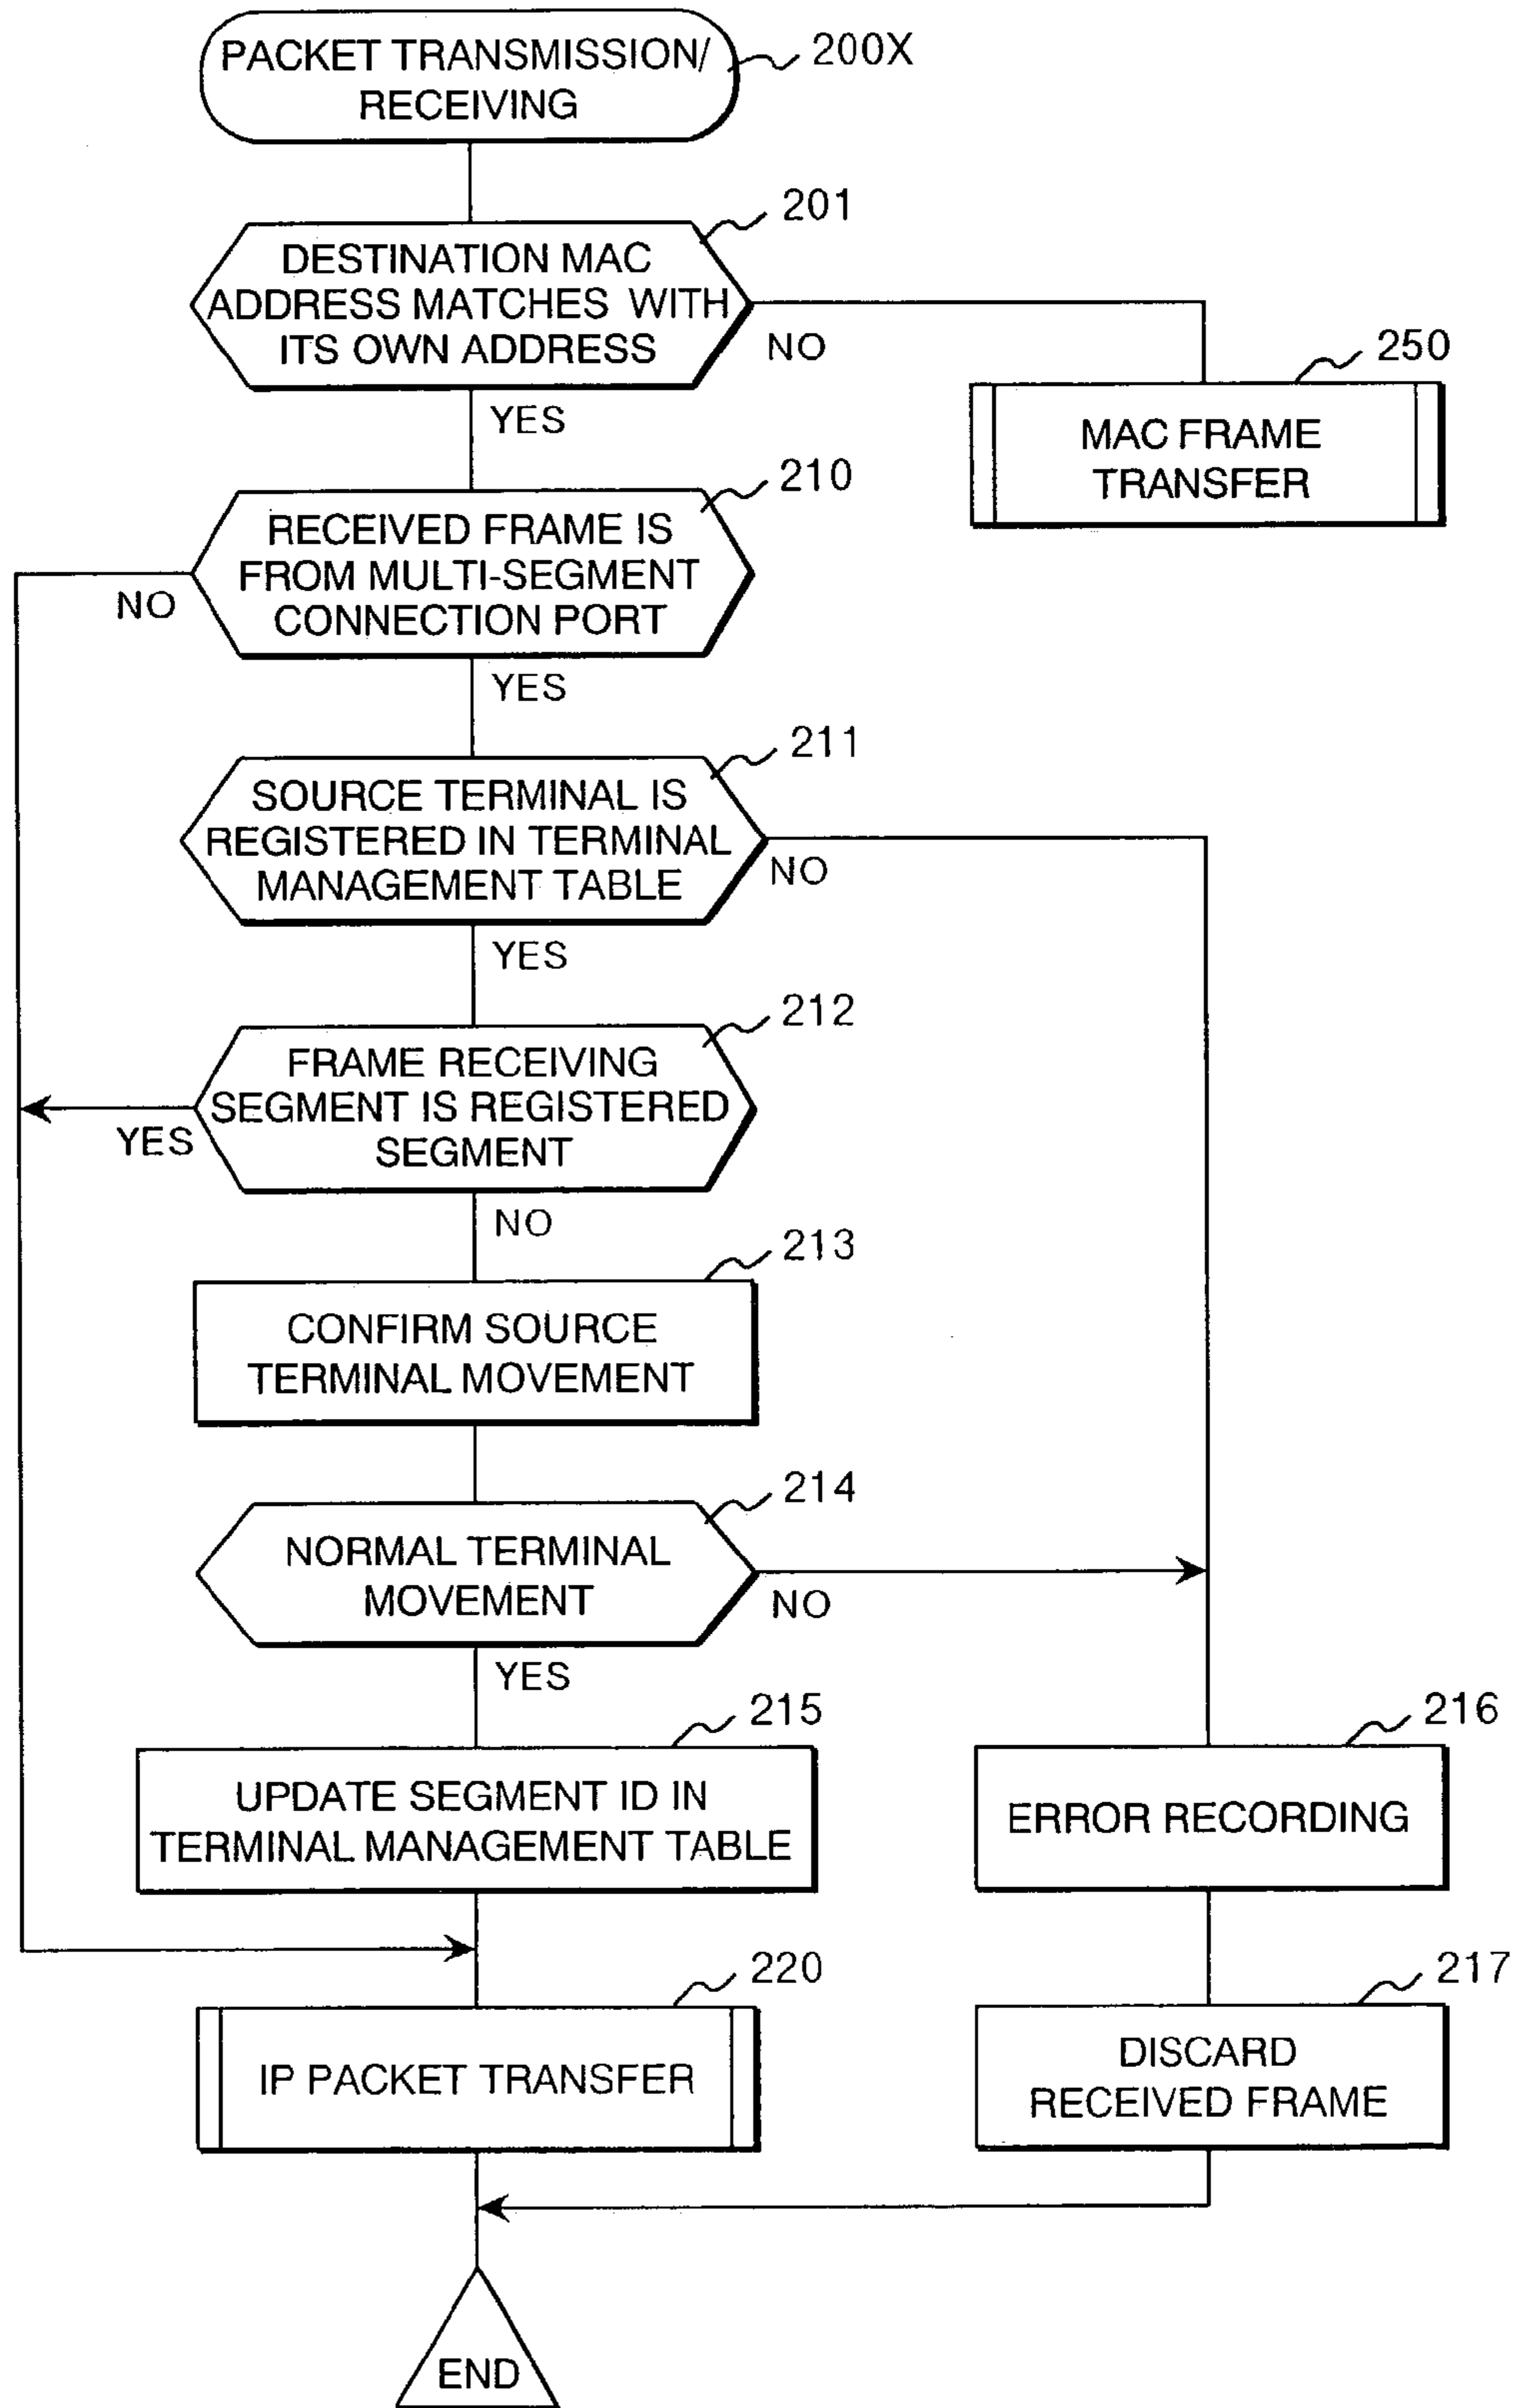 PACKET TRANSMISSION/
RECEIVING
200X
201
DESTINATION MAC
ADDRESS MATCHES WITH
ITS OWN ADDRESS
NO
YES
250
MAC FRAME
TRANSFER
210
RECEIVED FRAME IS
FROM MULTI-SEGMENT
CONNECTION PORT
NO
YES
211
SOURCE TERMINAL IS
REGISTERED IN TERMINAL
MANAGEMENT TABLE
NO
YES
212
FRAME RECEIVING
SEGMENT IS REGISTERED
SEGMENT
YES
NO
213
CONFIRM SOURCE
TERMINAL MOVEMENT
214
NORMAL TERMINAL
MOVEMENT
NO
YES
215
UPDATE SEGMENT ID IN
TERMINAL MANAGEMENT TABLE
216
ERROR RECORDING
220
IP PACKET TRANSFER
217
DISCARD
RECEIVED FRAME
END